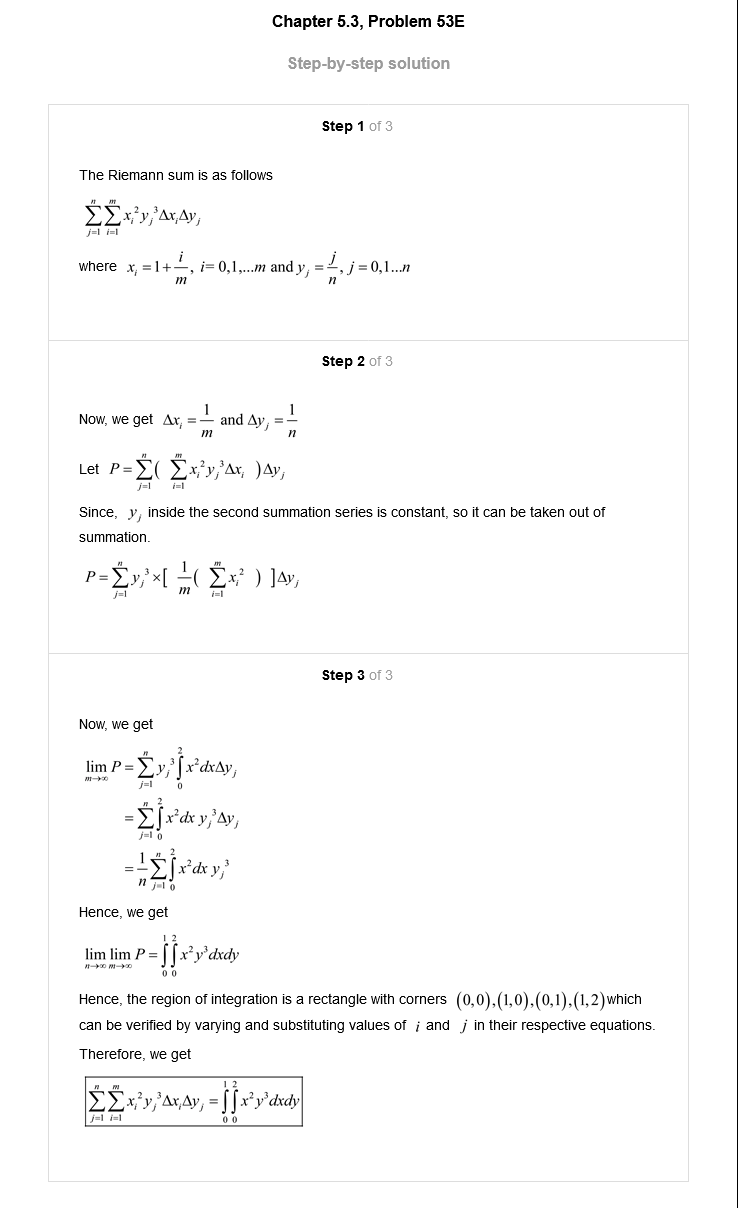 Chapter 5.3, Problem 53E
Step-by-step solution
Step 1 of 3
The Riemann sum is as follows
$\sum_{j=1}^{n}\sum_{i=1}^{m} x_i^2 y_j^3 \Delta x_i \Delta y_j$
where $x_i = 1+\frac{i}{m}, i=0,1,...m$ and $y_j = \frac{j}{n}, j=0,1...n$
Step 2 of 3
Now, we get $\Delta x_i = \frac{1}{m}$ and $\Delta y_j = \frac{1}{n}$
Let $P = \sum_{j=1}^{n} ( \sum_{i=1}^{m} x_i^2 y_j^3 \Delta x_i ) \Delta y_j$
Since, $y_j$ inside the second summation series is constant, so it can be taken out of
summation.
$P = \sum_{j=1}^{n} y_j^3 \times [ \frac{1}{m} ( \sum_{i=1}^{m} x_i^2 ) ] \Delta y_j$
Step 3 of 3
Now, we get
$\lim_{m\to\infty} P = \sum_{j=1}^{n} y_j^3 \int_0^2 x^2 dx \Delta y_j$
$= \sum_{j=1}^{n} \int_0^2 x^2 dx\, y_j^3 \Delta y_j$
$= \frac{1}{n} \sum_{j=1}^{n} \int_0^2 x^2 dx\, y_j^3$
Hence, we get
$\lim_{n\to\infty} \lim_{m\to\infty} P = \int_0^1 \int_0^2 x^2 y^3 dxdy$
Hence, the region of integration is a rectangle with corners $(0,0),(1,0),(0,1),(1,2)$ which
can be verified by varying and substituting values of $i$ and $j$ in their respective equations.
Therefore, we get
$\sum_{j=1}^{n}\sum_{i=1}^{m} x_i^2 y_j^3 \Delta x_i \Delta y_j = \int_0^1 \int_0^2 x^2 y^3 dxdy$